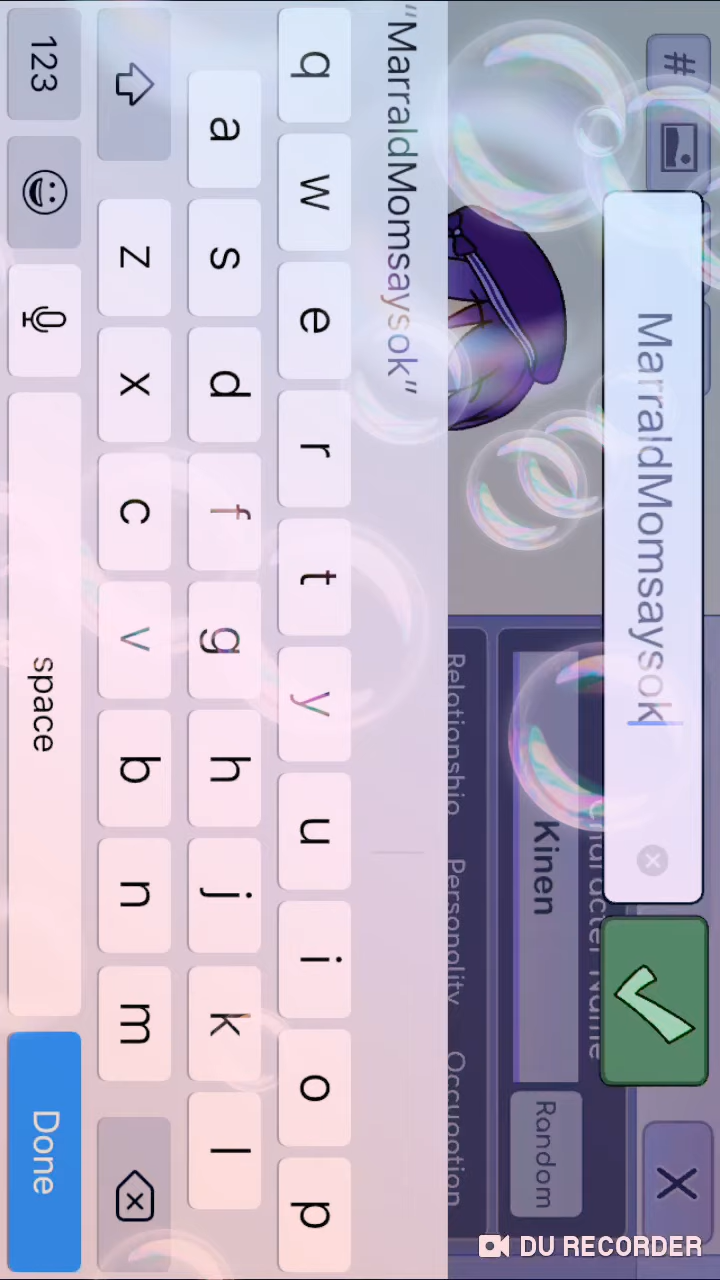 #
MarraldMomsaysok
Character Name
Kinen
Random
Relationship
Personality
Occupation
"MarraldMomsaysok"
q w e r t y u i o p
a s d f g h j k l
z x c v b n m
123
space
Done
DU RECORDER